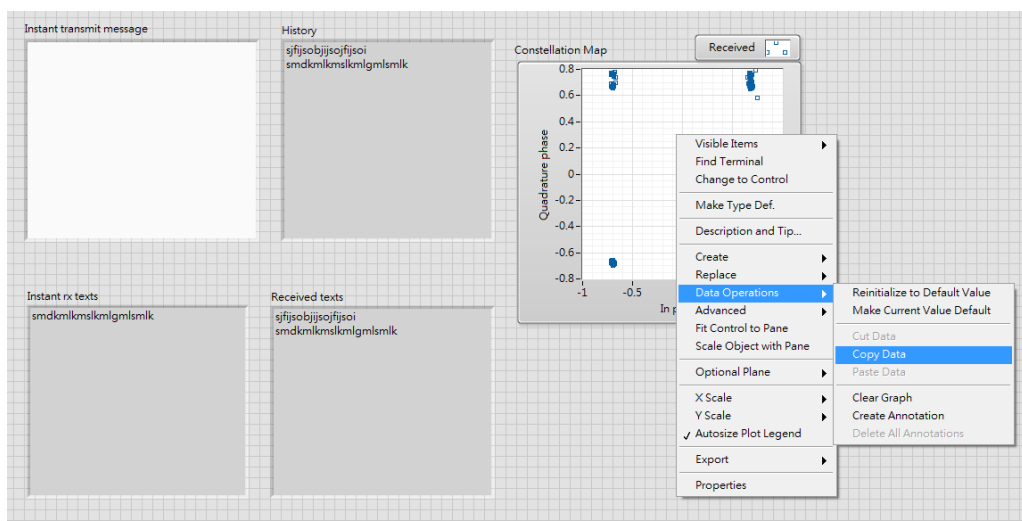 Instant transmit message
History
sjfijsobjijsojfijsoi
smdkmlkmslkmlgmlsmlk
Constellation Map
Received
Quadrature phase
0.8
0.6
0.4
0.2
0
-0.2
-0.4
-0.6
-0.8
-1
-0.5
In p
Instant rx texts
smdkmlkmslkmlgmlsmlk
Received texts
sjfijsobjijsojfijsoi
smdkmlkmslkmlgmlsmlk
Visible Items
Find Terminal
Change to Control
Make Type Def.
Description and Tip...
Create
Replace
Data Operations
Advanced
Fit Control to Pane
Scale Object with Pane
Optional Plane
X Scale
Y Scale
✓ Autosize Plot Legend
Export
Properties
Reinitialize to Default Value
Make Current Value Default
Cut Data
Copy Data
Paste Data
Clear Graph
Create Annotation
Delete All Annotations